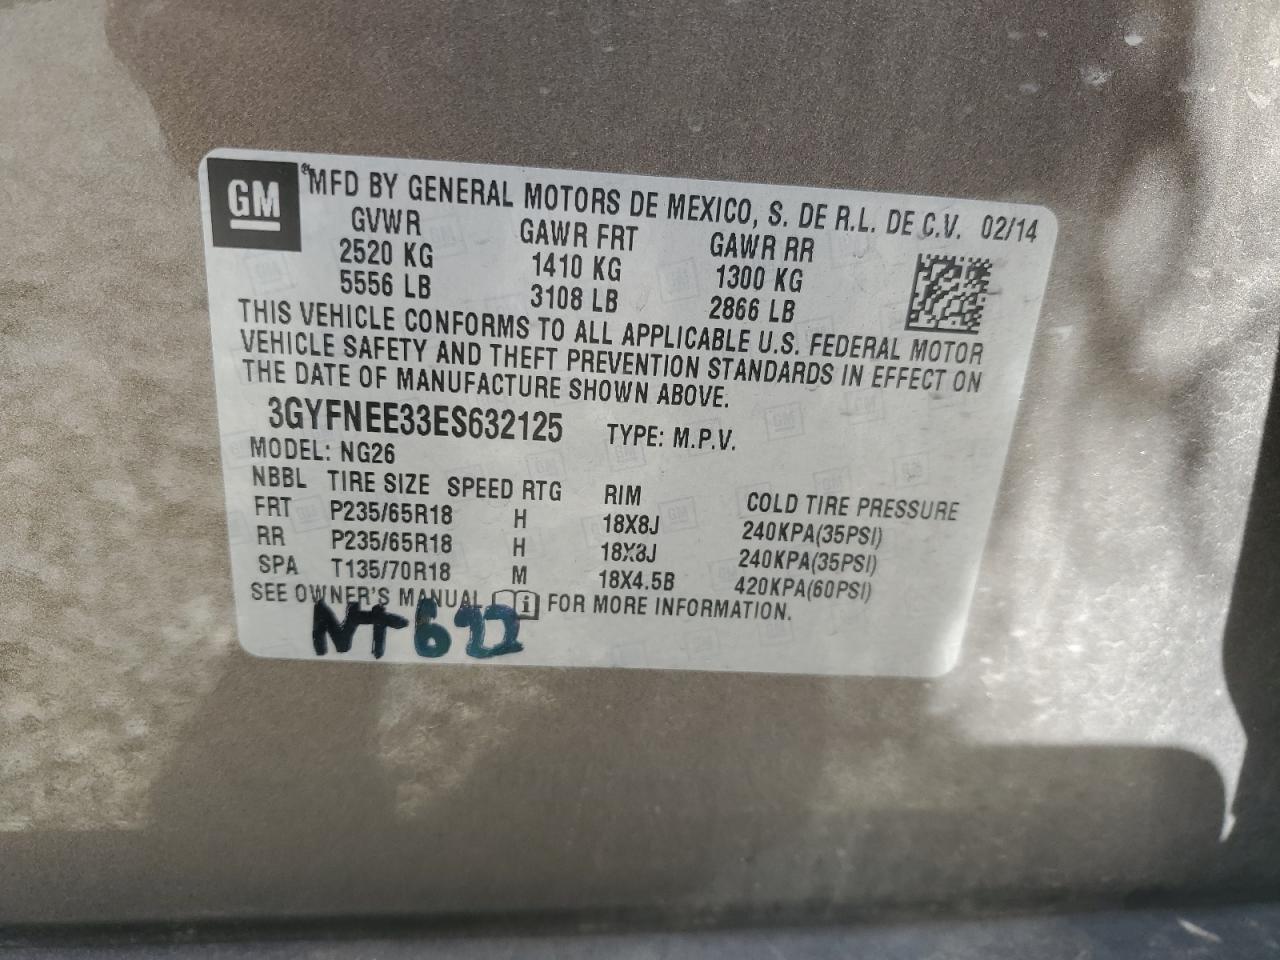 GM
*MFD BY GENERAL MOTORS DE MEXICO, S. DE R.L. DE C.V. 02/14
GVWR GAWR FRT GAWR RR
2520 KG 1410 KG 1300 KG
5556 LB 3108 LB 2866 LB
THIS VEHICLE CONFORMS TO ALL APPLICABLE U.S. FEDERAL MOTOR
VEHICLE SAFETY AND THEFT PREVENTION STANDARDS IN EFFECT ON
THE DATE OF MANUFACTURE SHOWN ABOVE.
3GYFNEE33ES632125 TYPE: M.P.V.
MODEL: NG26
NBBL TIRE SIZE SPEED RTG RIM COLD TIRE PRESSURE
FRT P235/65R18 H 18X8J 240KPA(35PSI)
RR P235/65R18 H 18X8J 240KPA(35PSI)
SPA T135/70R18 M 18X4.5B 420KPA(60PSI)
SEE OWNER'S MANUAL i FOR MORE INFORMATION.
NT 622